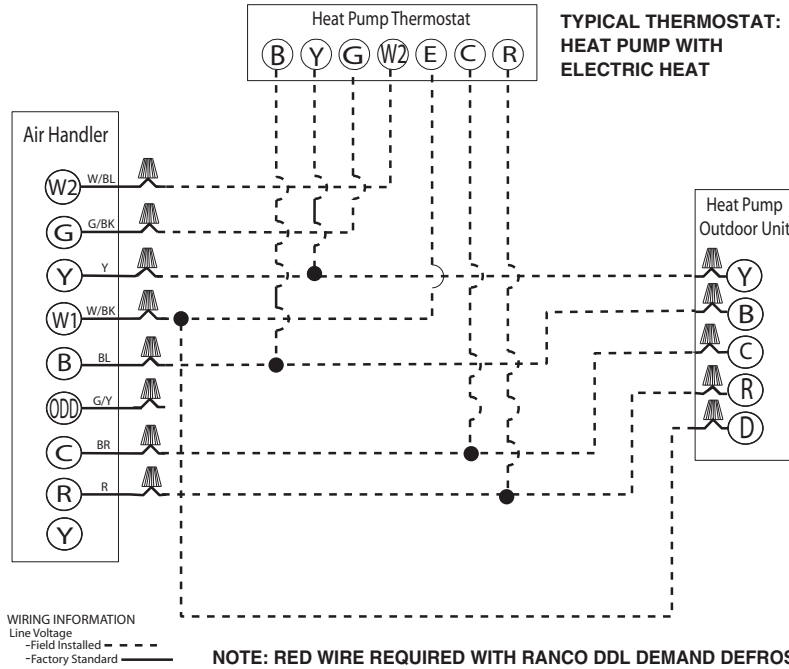 Heat Pump Thermostat
B Y G W2 E C R
TYPICAL THERMOSTAT:
HEAT PUMP WITH
ELECTRIC HEAT
Air Handler
W2 W/BL
G G/BK
Y Y
W1 W/BK
B BL
ODD G/Y
C BR
R R
Y
Heat Pump
Outdoor Unit
Y
B
C
R
D
WIRING INFORMATION
Line Voltage
-Field Installed
-Factory Standard
NOTE: RED WIRE REQUIRED WITH RANCO DDL DEMAND DEFROS